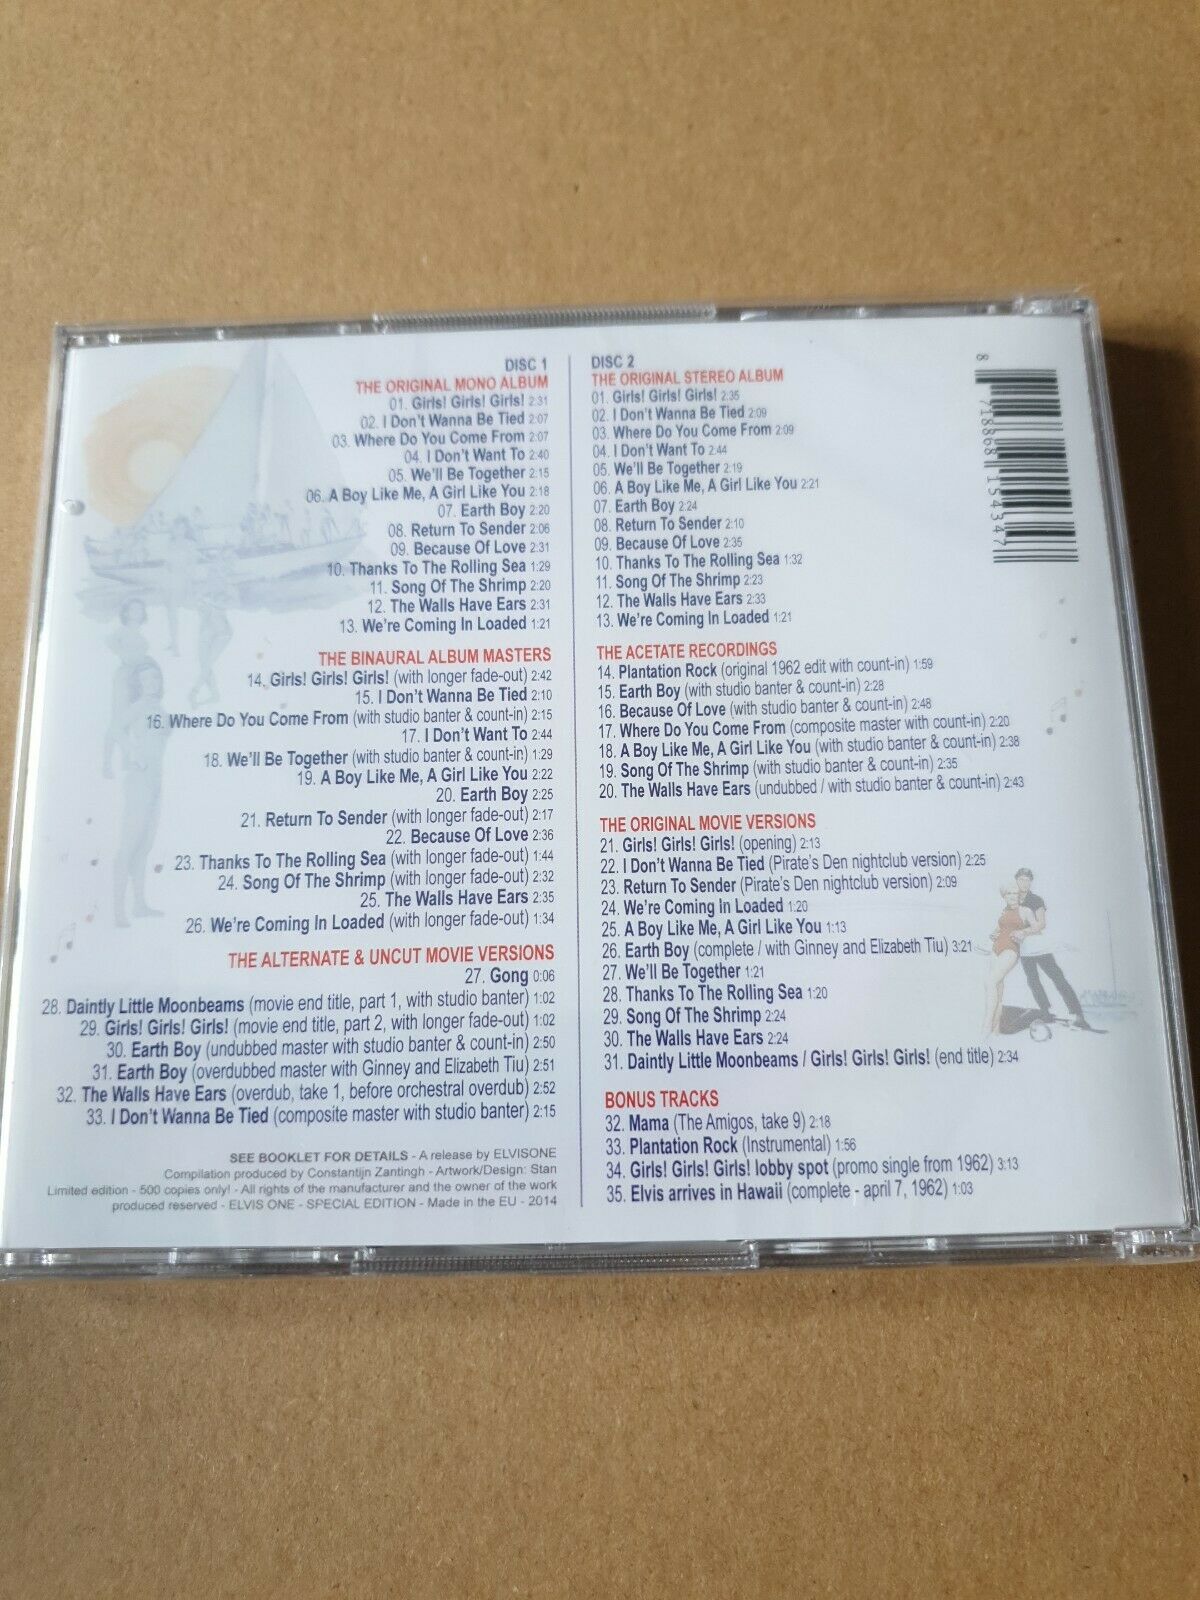 DISC 1
THE ORIGINAL MONO ALBUM
01. Girls! Girls! Girls! 2:31
02. I Don't Wanna Be Tied 2:07
03. Where Do You Come From 2:07
04. I Don't Want To 2:40
05. We'll Be Together 2:15
06. A Boy Like Me, A Girl Like You 2:18
07. Earth Boy 2:20
08. Return To Sender 2:06
09. Because Of Love 2:31
10. Thanks To The Rolling Sea 1:29
11. Song Of The Shrimp 2:20
12. The Walls Have Ears 2:31
13. We're Coming In Loaded 1:21
THE BINAURAL ALBUM MASTERS
14. Girls! Girls! Girls! (with longer fade-out) 2:42
15. I Don't Wanna Be Tied 2:10
16. Where Do You Come From (with studio banter & count-in) 2:15
17. I Don't Want To 2:44
18. We'll Be Together (with studio banter & count-in) 1:29
19. A Boy Like Me, A Girl Like You 2:22
20. Earth Boy 2:25
21. Return To Sender (with longer fade-out) 2:17
22. Because Of Love 2:36
23. Thanks To The Rolling Sea (with longer fade-out) 1:44
24. Song Of The Shrimp (with longer fade-out) 2:32
25. The Walls Have Ears 2:35
26. We're Coming In Loaded (with longer fade-out) 1:34
THE ALTERNATE & UNCUT MOVIE VERSIONS
27. Gong 0:06
28. Daintly Little Moonbeams (movie end title, part 1, with studio banter) 1:02
29. Girls! Girls! Girls! (movie end title, part 2, with longer fade-out) 1:02
30. Earth Boy (undubbed master with studio banter & count-in) 2:50
31. Earth Boy (overdubbed master with Ginney and Elizabeth Tiu) 2:51
32. The Walls Have Ears (overdub, take 1, before orchestral overdub) 2:52
33. I Don't Wanna Be Tied (composite master with studio banter) 2:15
SEE BOOKLET FOR DETAILS - A release by ELVISONE
Compilation produced by Constantijn Zantingh - Artwork/Design: Stan
Limited edition - 500 copies only! - All rights of the manufacturer and the owner of the work
produced reserved - ELVIS ONE - SPECIAL EDITION - Made in the EU - 2014
DISC 2
THE ORIGINAL STEREO ALBUM
01. Girls! Girls! Girls! 2:35
02. I Don't Wanna Be Tied 2:09
03. Where Do You Come From 2:09
04. I Don't Want To 2:44
05. We'll Be Together 2:19
06. A Boy Like Me, A Girl Like You 2:21
07. Earth Boy 2:24
08. Return To Sender 2:10
09. Because Of Love 2:35
10. Thanks To The Rolling Sea 1:32
11. Song Of The Shrimp 2:23
12. The Walls Have Ears 2:33
13. We're Coming In Loaded 1:21
THE ACETATE RECORDINGS
14. Plantation Rock (original 1962 edit with count-in) 1:59
15. Earth Boy (with studio banter & count-in) 2:28
16. Because Of Love (with studio banter & count-in) 2:48
17. Where Do You Come From (composite master with count-in) 2:20
18. A Boy Like Me, A Girl Like You (with studio banter & count-in) 2:38
19. Song Of The Shrimp (with studio banter & count-in) 2:35
20. The Walls Have Ears (undubbed / with studio banter & count-in) 2:43
THE ORIGINAL MOVIE VERSIONS
21. Girls! Girls! Girls! (opening) 2:13
22. I Don't Wanna Be Tied (Pirate's Den nightclub version) 2:25
23. Return To Sender (Pirate's Den nightclub version) 2:09
24. We're Coming In Loaded 1:20
25. A Boy Like Me, A Girl Like You 1:13
26. Earth Boy (complete / with Ginney and Elizabeth Tiu) 3:21
27. We'll Be Together 1:21
28. Thanks To The Rolling Sea 1:20
29. Song Of The Shrimp 2:24
30. The Walls Have Ears 2:24
31. Daintly Little Moonbeams / Girls! Girls! Girls! (end title) 2:34
BONUS TRACKS
32. Mama (The Amigos, take 9) 2:18
33. Plantation Rock (Instrumental) 1:56
34. Girls! Girls! Girls! lobby spot (promo single from 1962) 3:13
35. Elvis arrives in Hawaii (complete - april 7, 1962) 1:03
8 718868 154347